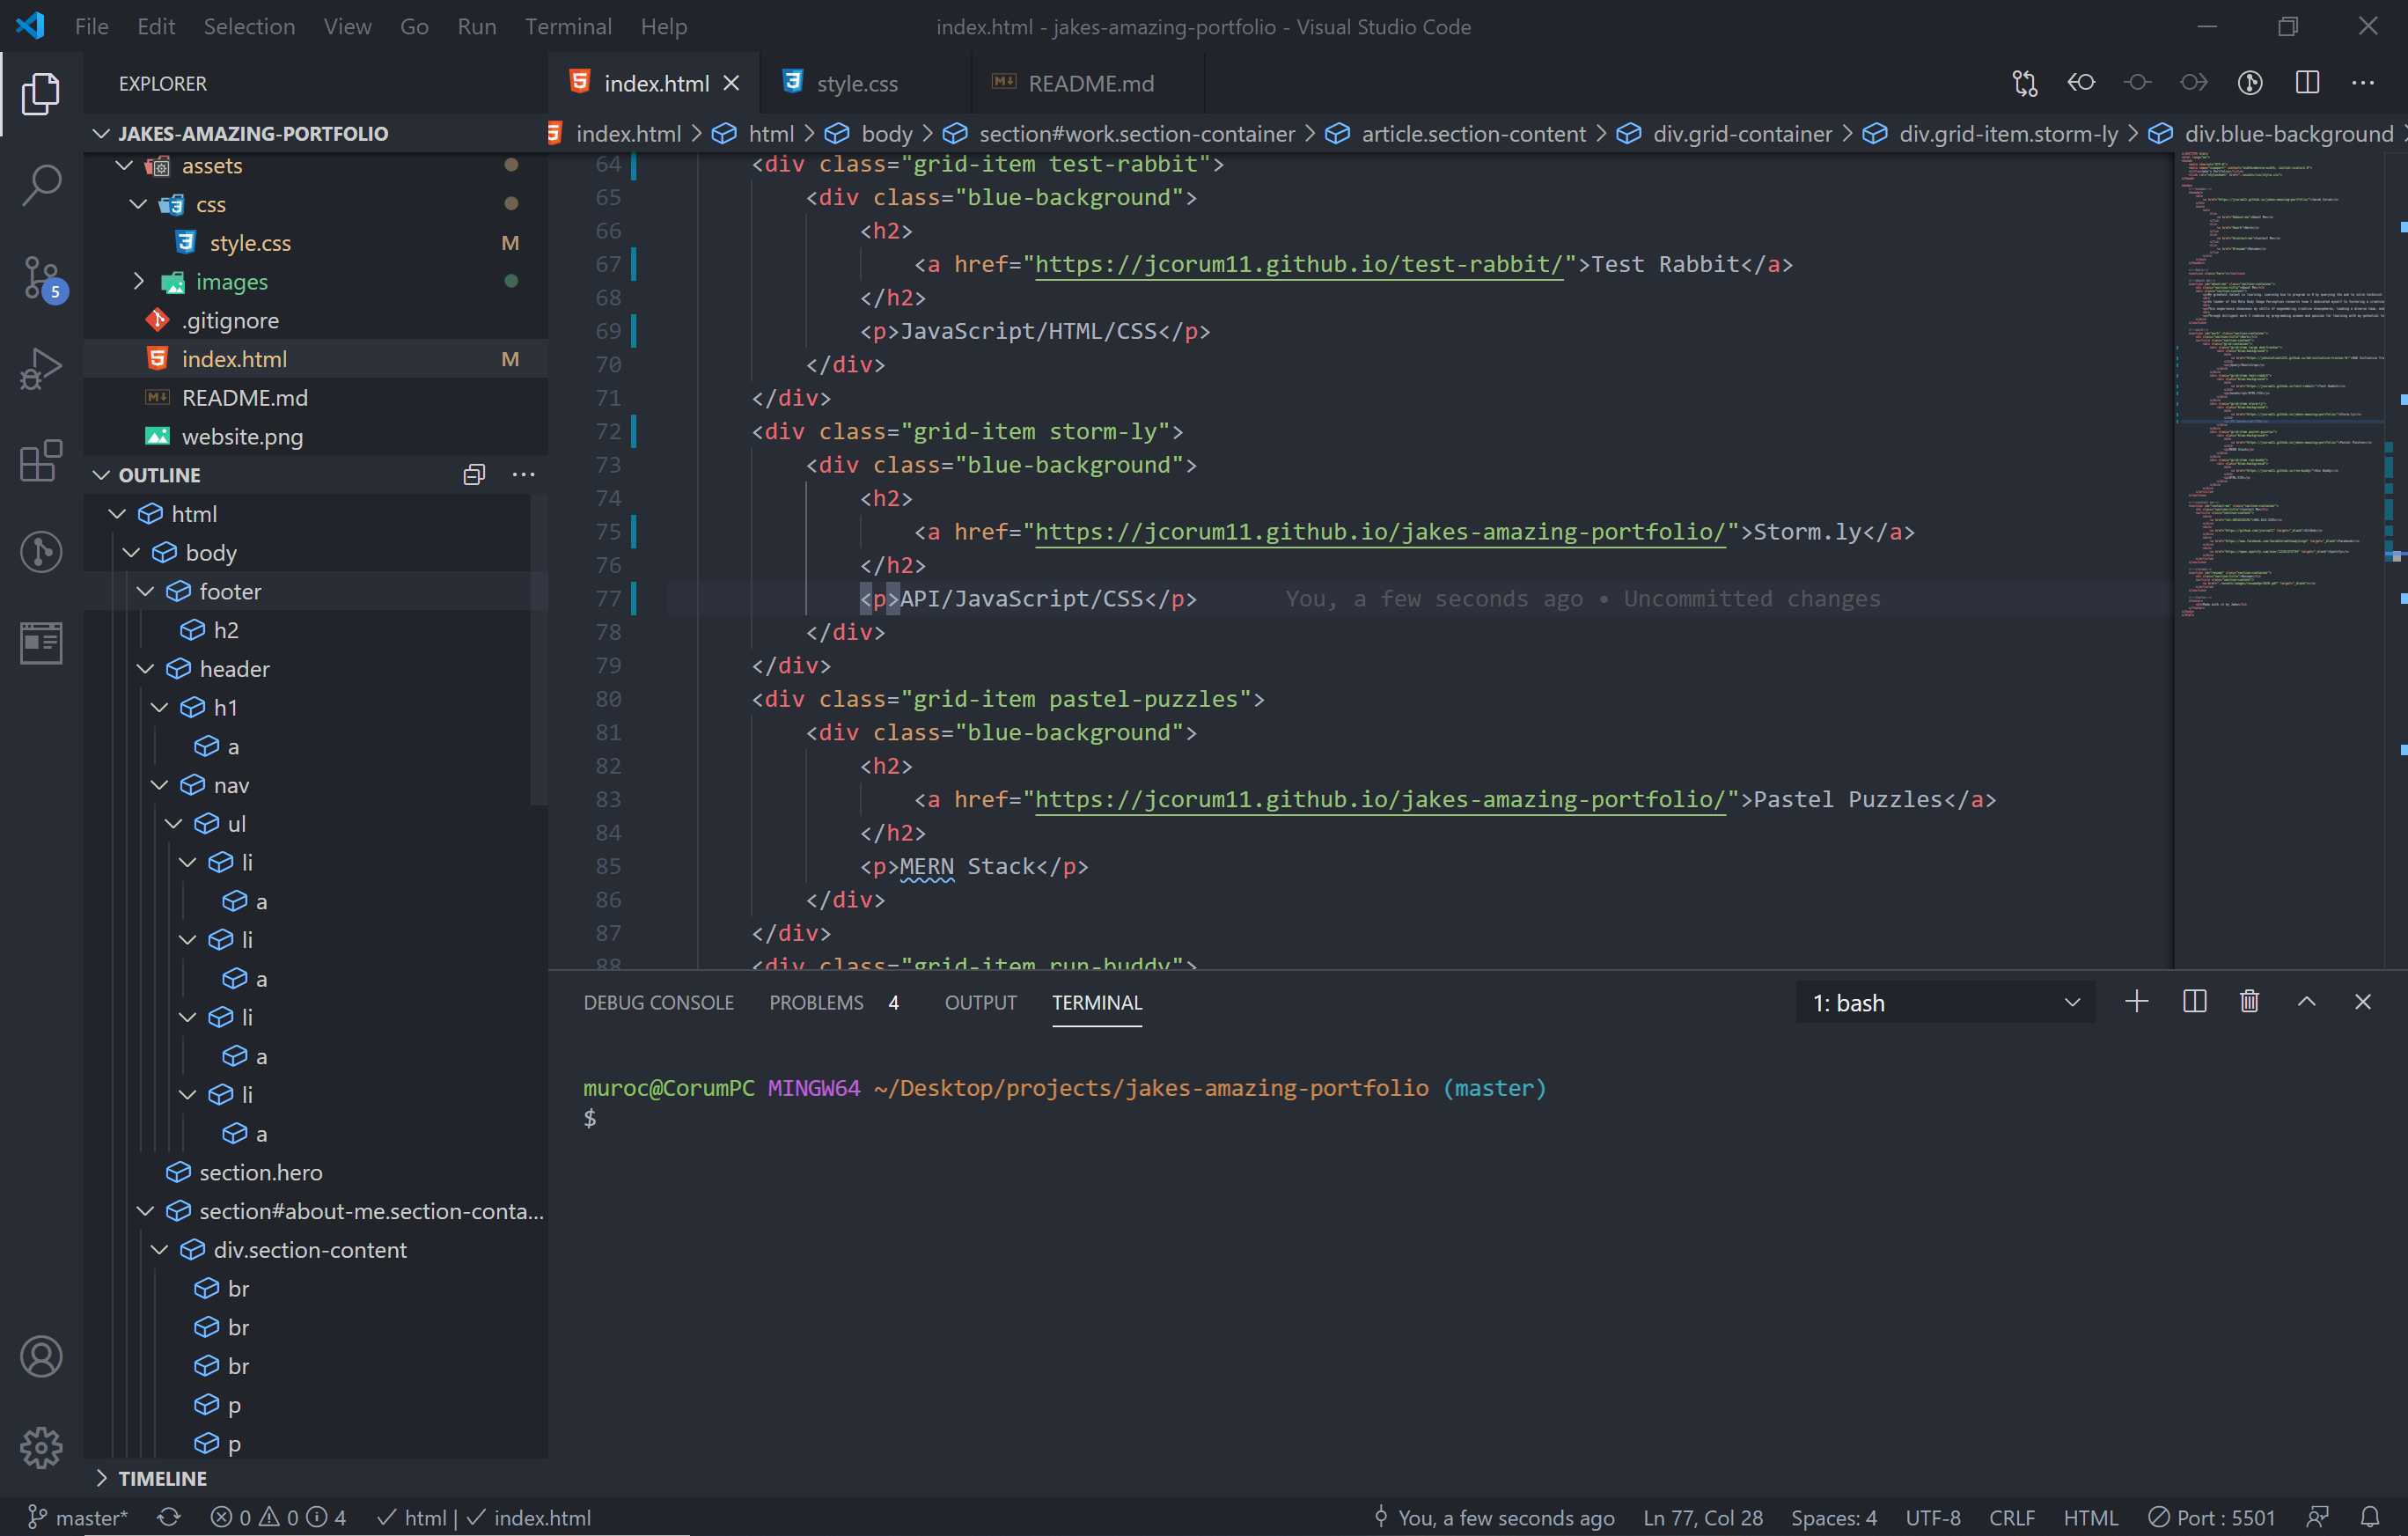 File Edit Selection View Go Run Terminal Help
index.html - jakes-amazing-portfolio - Visual Studio Code
EXPLORER
JAKES-AMAZING-PORTFOLIO
assets
css
style.css M
images
.gitignore
index.html M
README.md
website.png
5
OUTLINE
html
body
footer
h2
header
h1
a
nav
ul
li
a
li
a
li
a
li
a
section.hero
section#about-me.section-conta...
div.section-content
br
br
br
p
p
TIMELINE
index.html style.css README.md
index.html > html > body > section#work.section-container > article.section-content > div.grid-container > div.grid-item.storm-ly > div.blue-background
64 <div class="grid-item test-rabbit">
65 <div class="blue-background">
66 <h2>
67 <a href="https://jcorum11.github.io/test-rabbit/">Test Rabbit</a>
68 </h2>
69 <p>JavaScript/HTML/CSS</p>
70 </div>
71 </div>
72 <div class="grid-item storm-ly">
73 <div class="blue-background">
74 <h2>
75 <a href="https://jcorum11.github.io/jakes-amazing-portfolio/">Storm.ly</a>
76 </h2>
77 <p>API/JavaScript/CSS</p> You, a few seconds ago • Uncommitted changes
78 </div>
79 </div>
80 <div class="grid-item pastel-puzzles">
81 <div class="blue-background">
82 <h2>
83 <a href="https://jcorum11.github.io/jakes-amazing-portfolio/">Pastel Puzzles</a>
84 </h2>
85 <p>MERN Stack</p>
86 </div>
87 </div>
88 <div class="grid-item run-buddy">
DEBUG CONSOLE PROBLEMS 4 OUTPUT TERMINAL
1: bash
muroc@CorumPC MINGW64 ~/Desktop/projects/jakes-amazing-portfolio (master)
$
master* 0 0 4 html | index.html
You, a few seconds ago Ln 77, Col 28 Spaces: 4 UTF-8 CRLF HTML Port : 5501